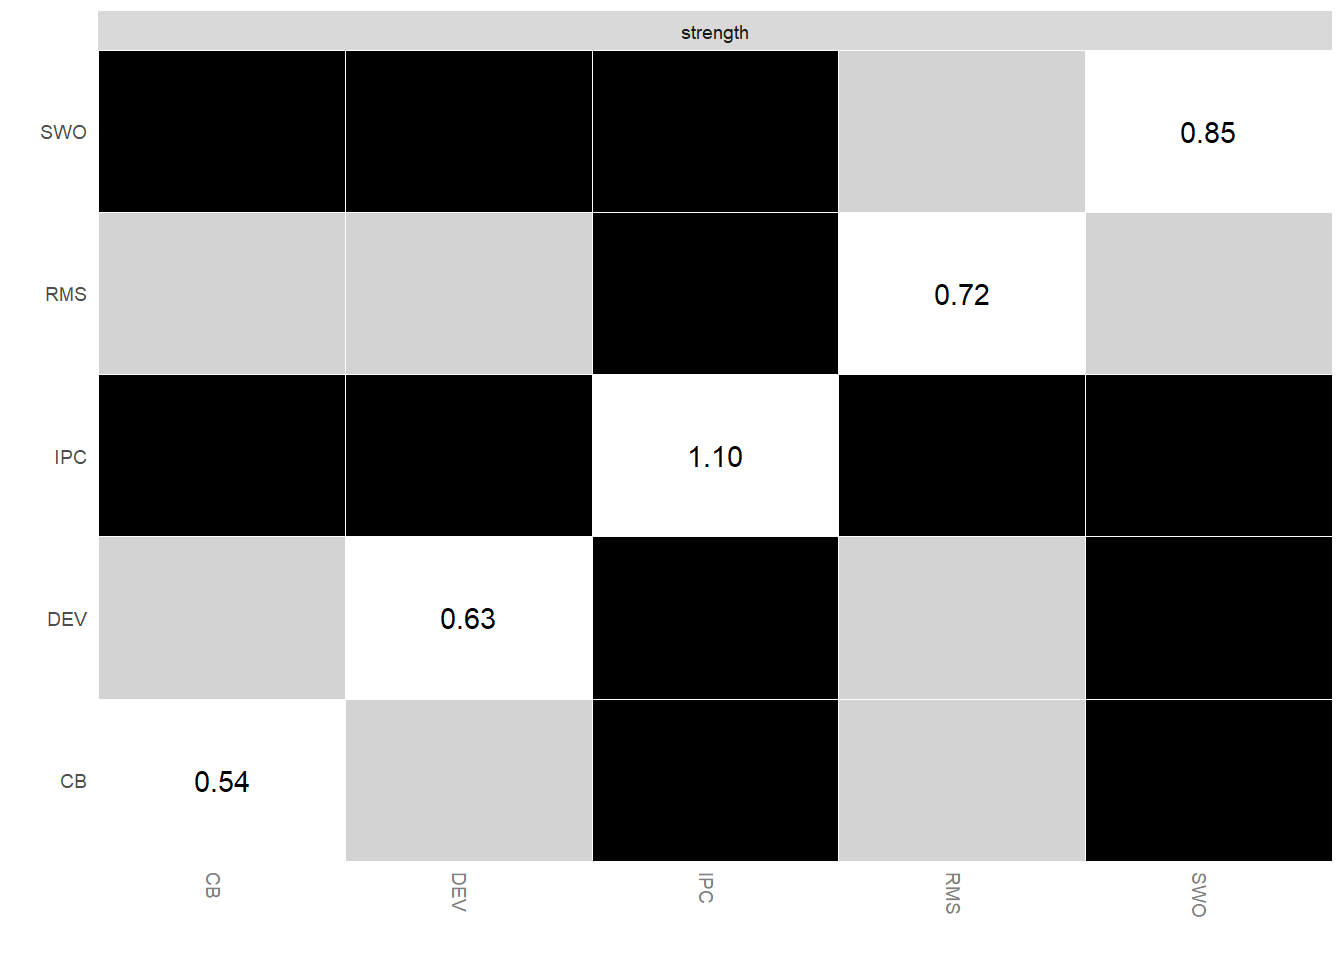 strength
SWO
0.85
RMS
0.72
IPC
1.10
DEV
0.63
CB
0.54
CB
DEV
IPC
RMS
SWO